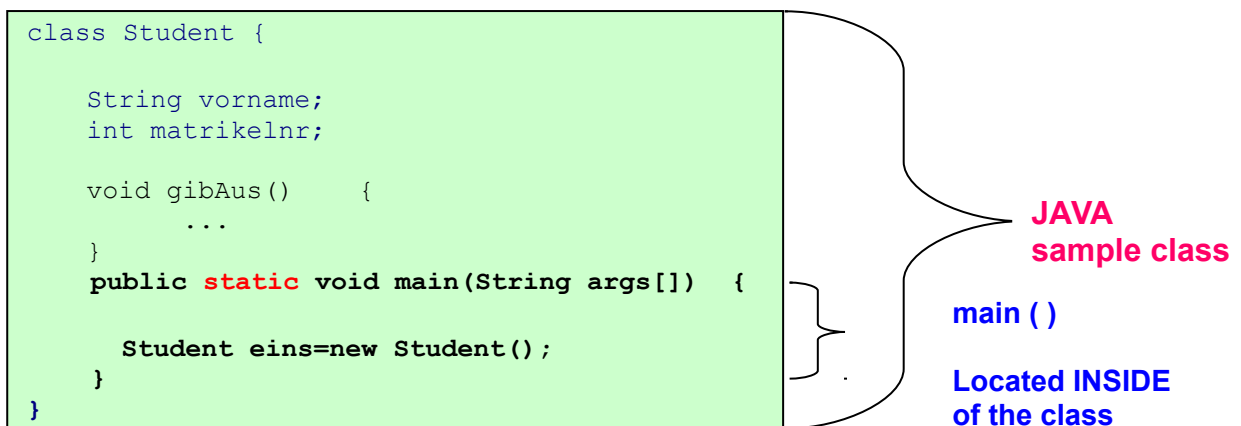 class Student {
String vorname;
int matrikelnr;
void gibAus() {
...
}
public static void main(String args[]) {
Student eins=new Student();
}
}
JAVA
sample class
main ( )
.
Located INSIDE
of the class